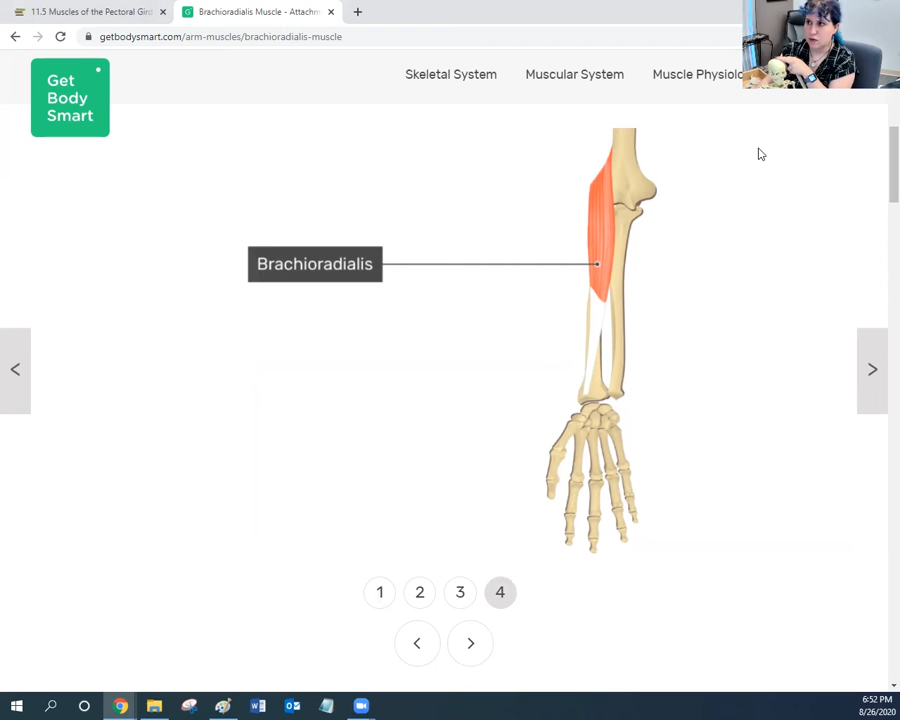 11.5 Muscles of the Pectoral Gird
Brachioradialis Muscle - Attachm
getbodysmart.com/arm-muscles/brachioradialis-muscle
Get
Body
Smart
Skeletal System
Muscular System
Muscle Physiolo
Brachioradialis
1
2
3
4
6:52 PM
8/26/2020